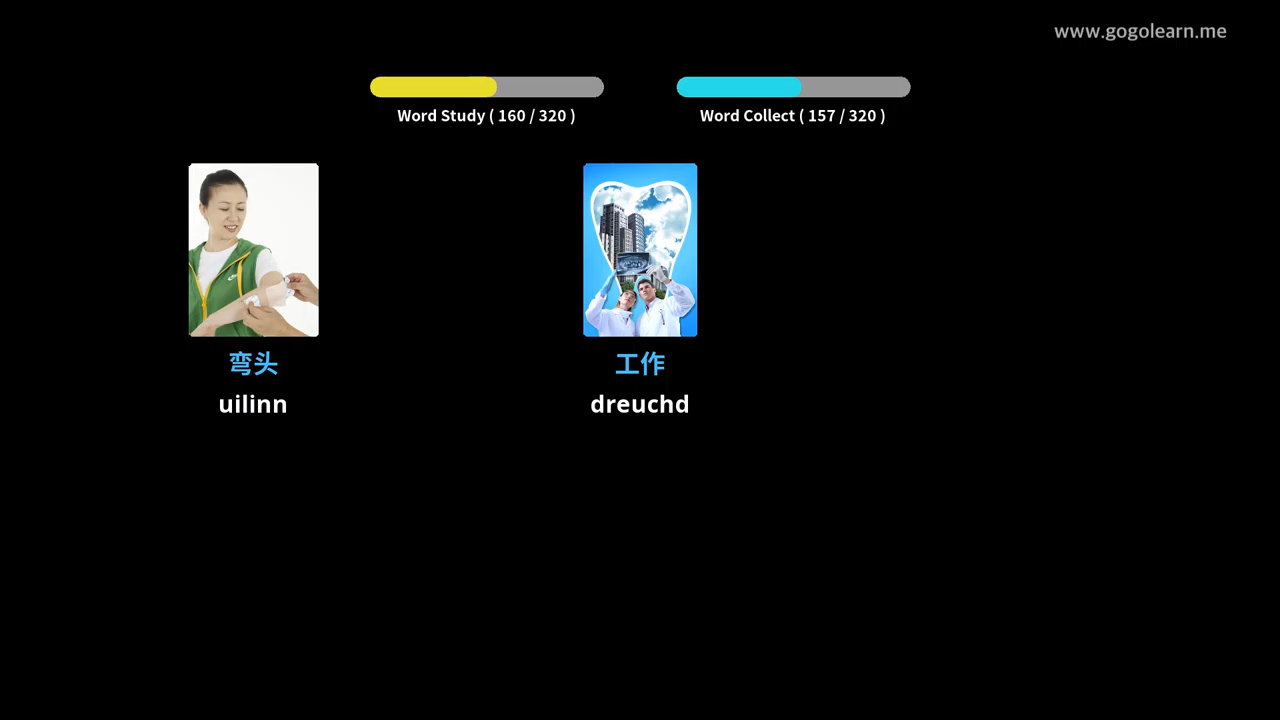 www.gogolearn.me
Word Study ( 160 / 320 )
Word Collect ( 157 / 320 )
弯头
工作
uilinn
dreuchd